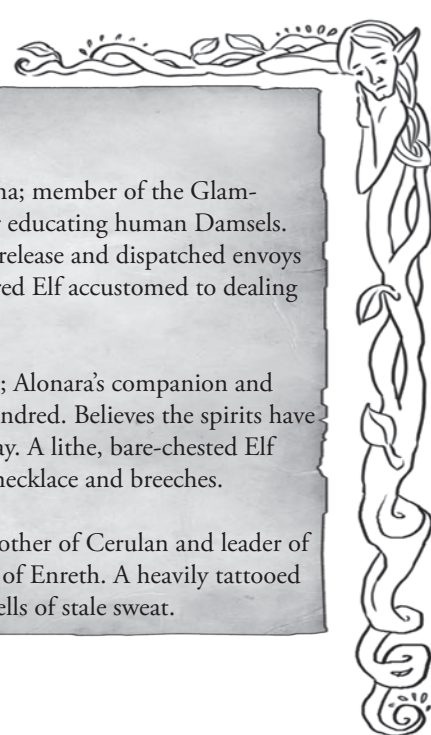 na; member of the Glam-
educating human Damsels.
release and dispatched envoys
red Elf accustomed to dealing
; Alonara's companion and
ndred. Believes the spirits have
ay. A lithe, bare-chested Elf
necklace and breeches.
other of Cerulan and leader of
of Enreth. A heavily tattooed
ells of stale sweat.